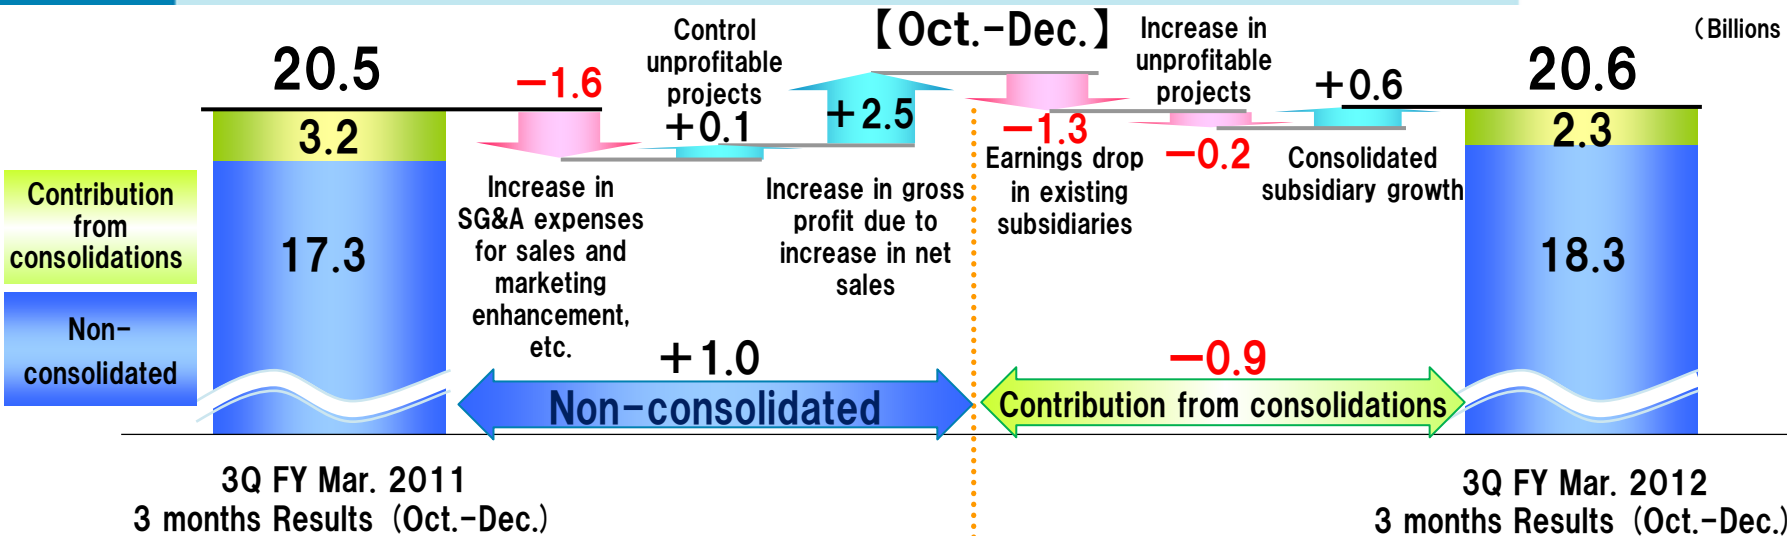 【Oct.-Dec.】
(Billions
20.5
3.2
17.3
Contribution
from
consolidations
Non-
consolidated
3Q FY Mar. 2011
3 months Results (Oct.-Dec.)
−1.6
Increase in
SG&A expenses
for sales and
marketing
enhancement,
etc.
Control
unprofitable
projects
+0.1
+2.5
Increase in gross
profit due to
increase in net
sales
+1.0
Non-consolidated
−1.3
Earnings drop
in existing
subsidiaries
Increase in
unprofitable
projects
−0.2
+0.6
Consolidated
subsidiary growth
−0.9
Contribution from consolidations
20.6
2.3
18.3
3Q FY Mar. 2012
3 months Results (Oct.-Dec.)